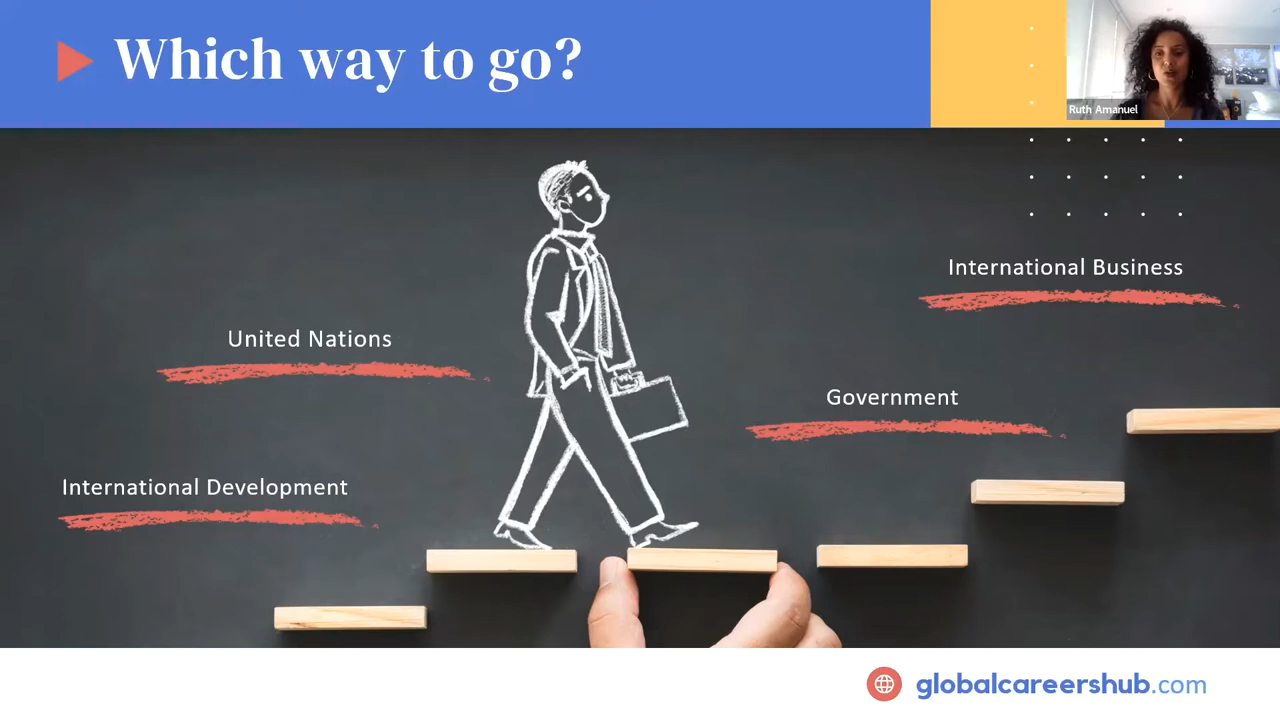 Which way to go?
Ruth Amanuel
International Business
United Nations
Government
International Development
globalcareershub.com